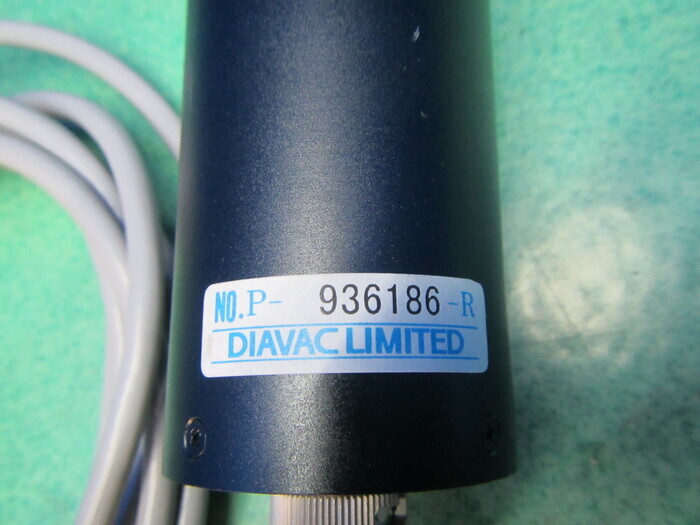 NO.P- 936186-R
DIAVAC LIMITED